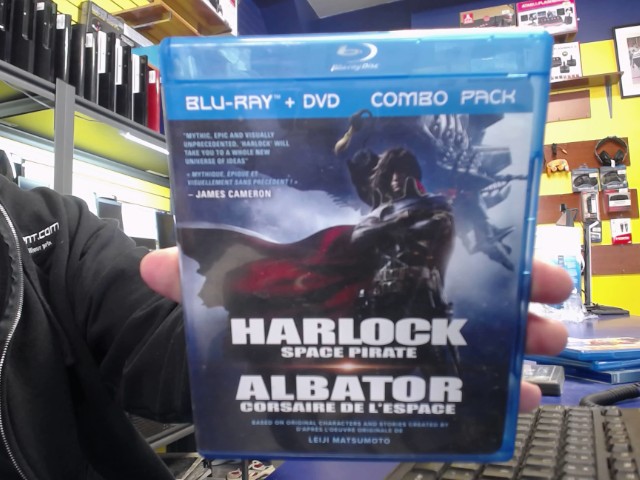 Blu-ray Disc
BLU-RAY™ + DVD COMBO PACK
"MYTHIC, EPIC AND VISUALLY
UNPRECEDENTED, 'HARLOCK' WILL
TAKE YOU TO A WHOLE NEW
UNIVERSE OF IDEAS"
« MYTHIQUE, ÉPIQUE ET
VISUELLEMENT SANS PRÉCÉDENT ! »
– JAMES CAMERON
HARLOCK
SPACE PIRATE
ALBATOR
CORSAIRE DE L'ESPACE
BASED ON ORIGINAL CHARACTERS AND STORIES CREATED BY
D'APRÈS L'OEUVRE ORIGINALE DE
LEIJI MATSUMOTO